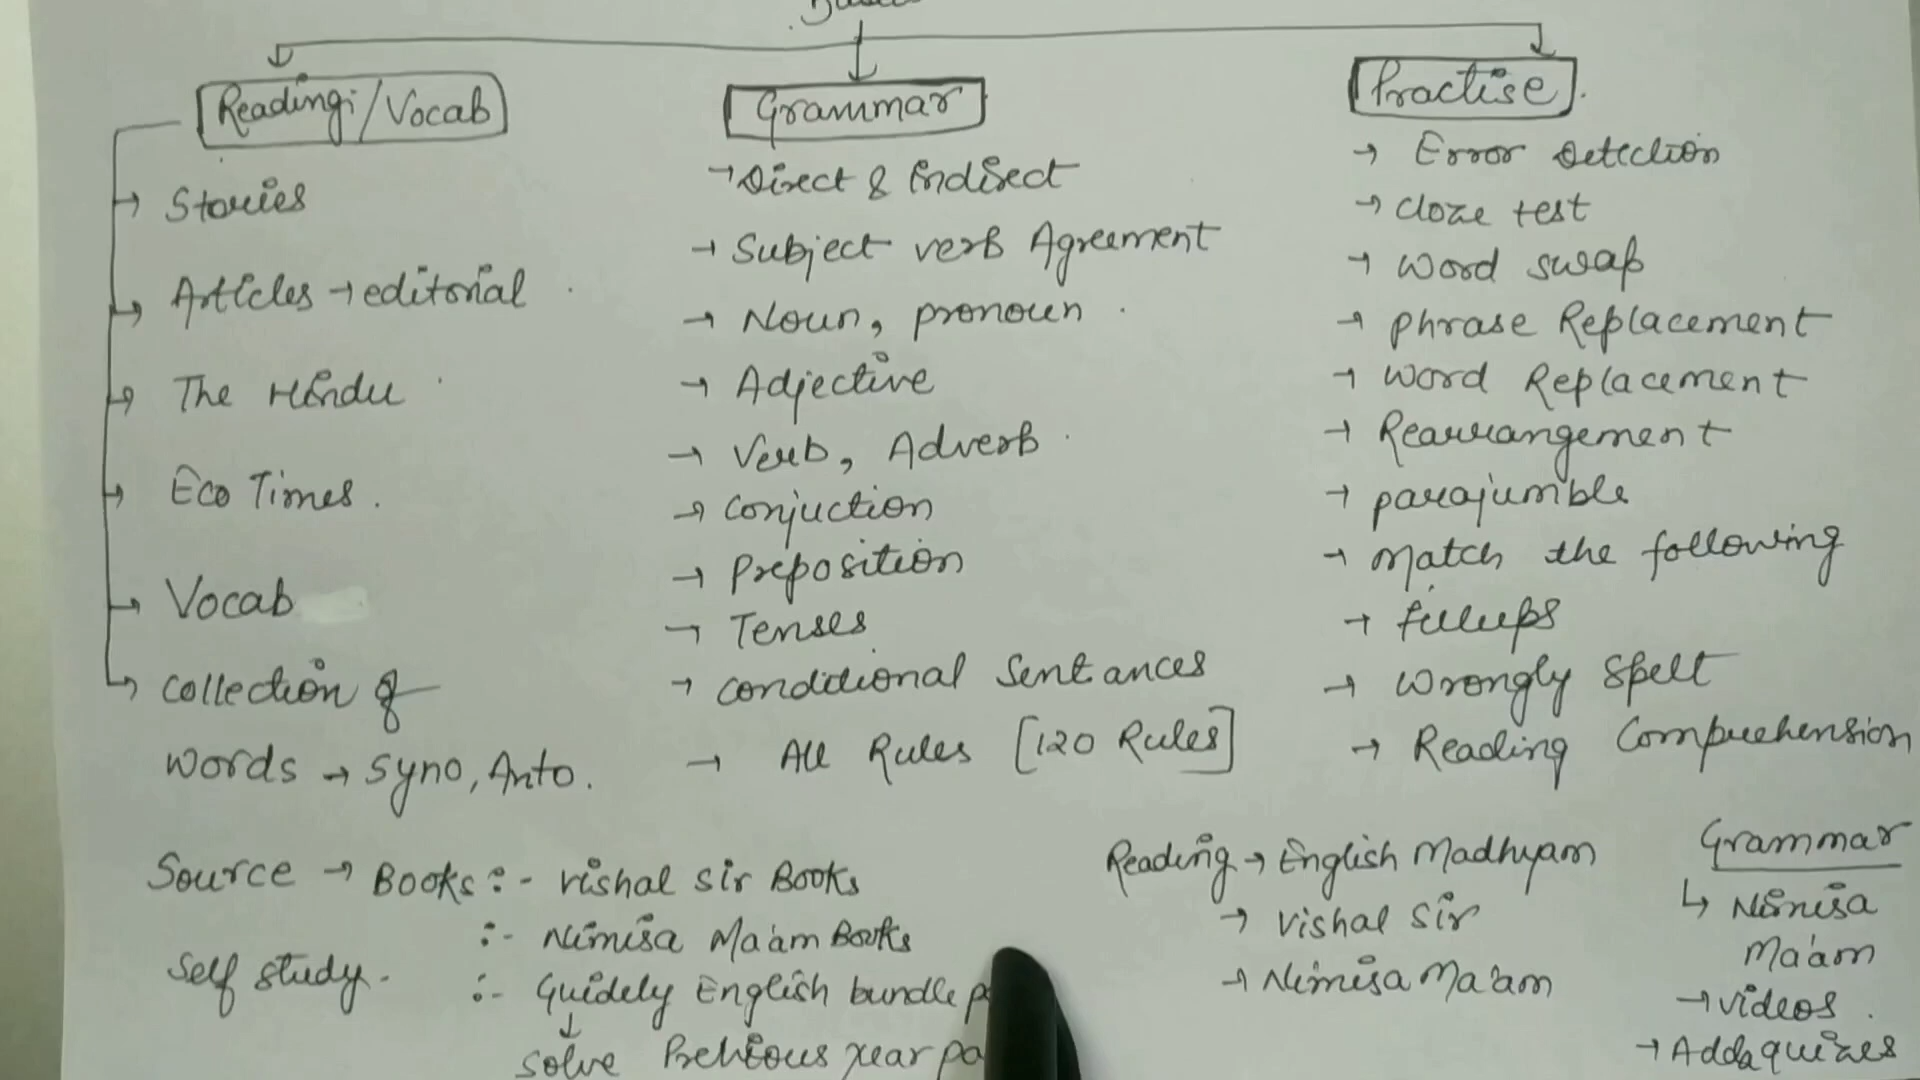 Reading:/Vocab
→ Stories
→ Articles → editorial
→ The Hindu
→ Eco Times.
→ Vocab
→ Collection of
words → Syno, Anto.
Grammar
→ Direct & Indirect
→ Subject verb Agreement
→ Noun, pronoun
→ Adjective
→ Verb, Adverb
→ Conjuction
→ Preposition
→ Tenses
→ Conditional Sentances
→ All Rules [120 Rules]
Practise.
→ Error Detection
→ Cloze test
→ Word swap
→ Phrase Replacement
→ Word Replacement
→ Rearrangement
→ parajumble
→ Match the following
→ fillups
→ Wrongly Spelt
→ Reading Comprehension
Source → Books :- Vishal Sir Books
:- Nimisa Ma'am Books
Self study.
:- Guidely English bundle
↓
Solve Prehious year
Reading → English Madhyam
→ Vishal Sir
→ Nimisa Ma'am
Grammar
↳ Nimisa
Ma'am
→ videos.
→ Adda quizes